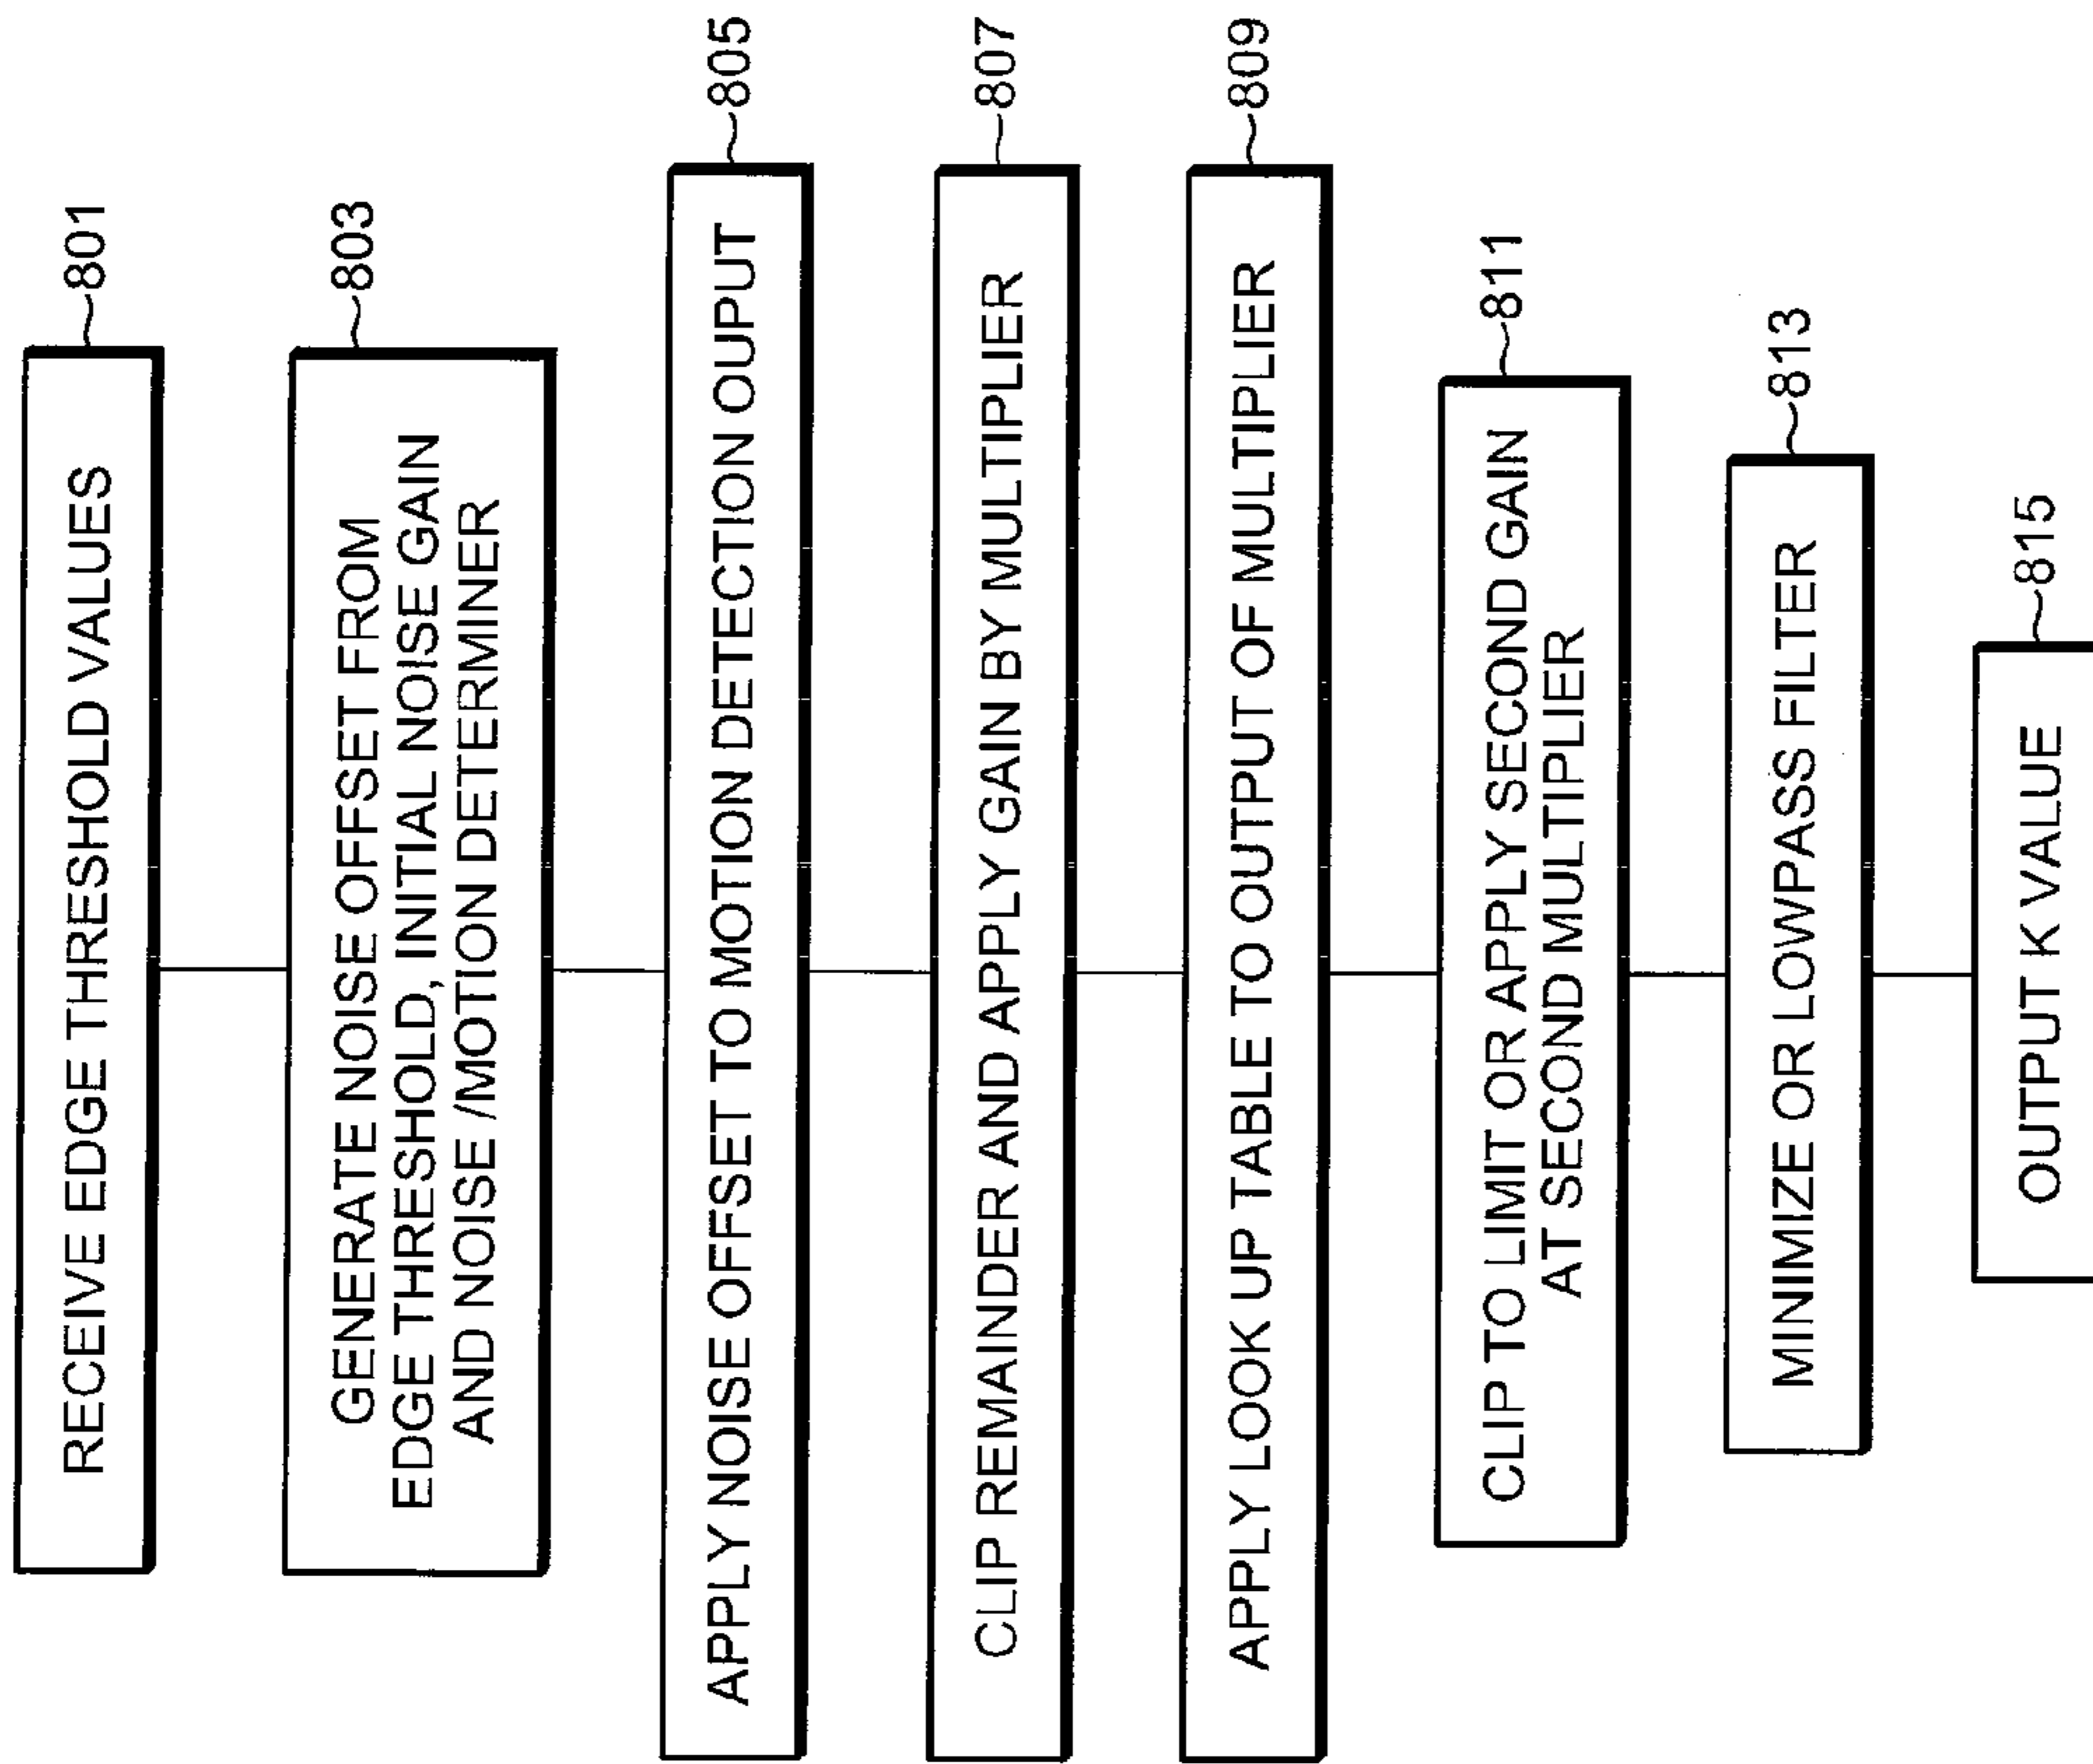 RECEIVE EDGE THRESHOLD VALUES
801
GENERATE NOISE OFFSET FROM
EDGE THRESHOLD, INITIAL NOISE GAIN
AND NOISE /MOTION DETERMINER
803
APPLY NOISE OFFSET TO MOTION DETECTION OUPUT
805
CLIP REMAINDER AND APPLY GAIN BY MULTIPLIER
807
APPLY LOOK UP TABLE TO OUTPUT OF MULTIPLIER
809
CLIP TO LIMIT OR APPLY SECOND GAIN
AT SECOND MULTIPLIER
811
MINIMIZE OR LOWPASS FILTER
813
OUTPUT K VALUE
815